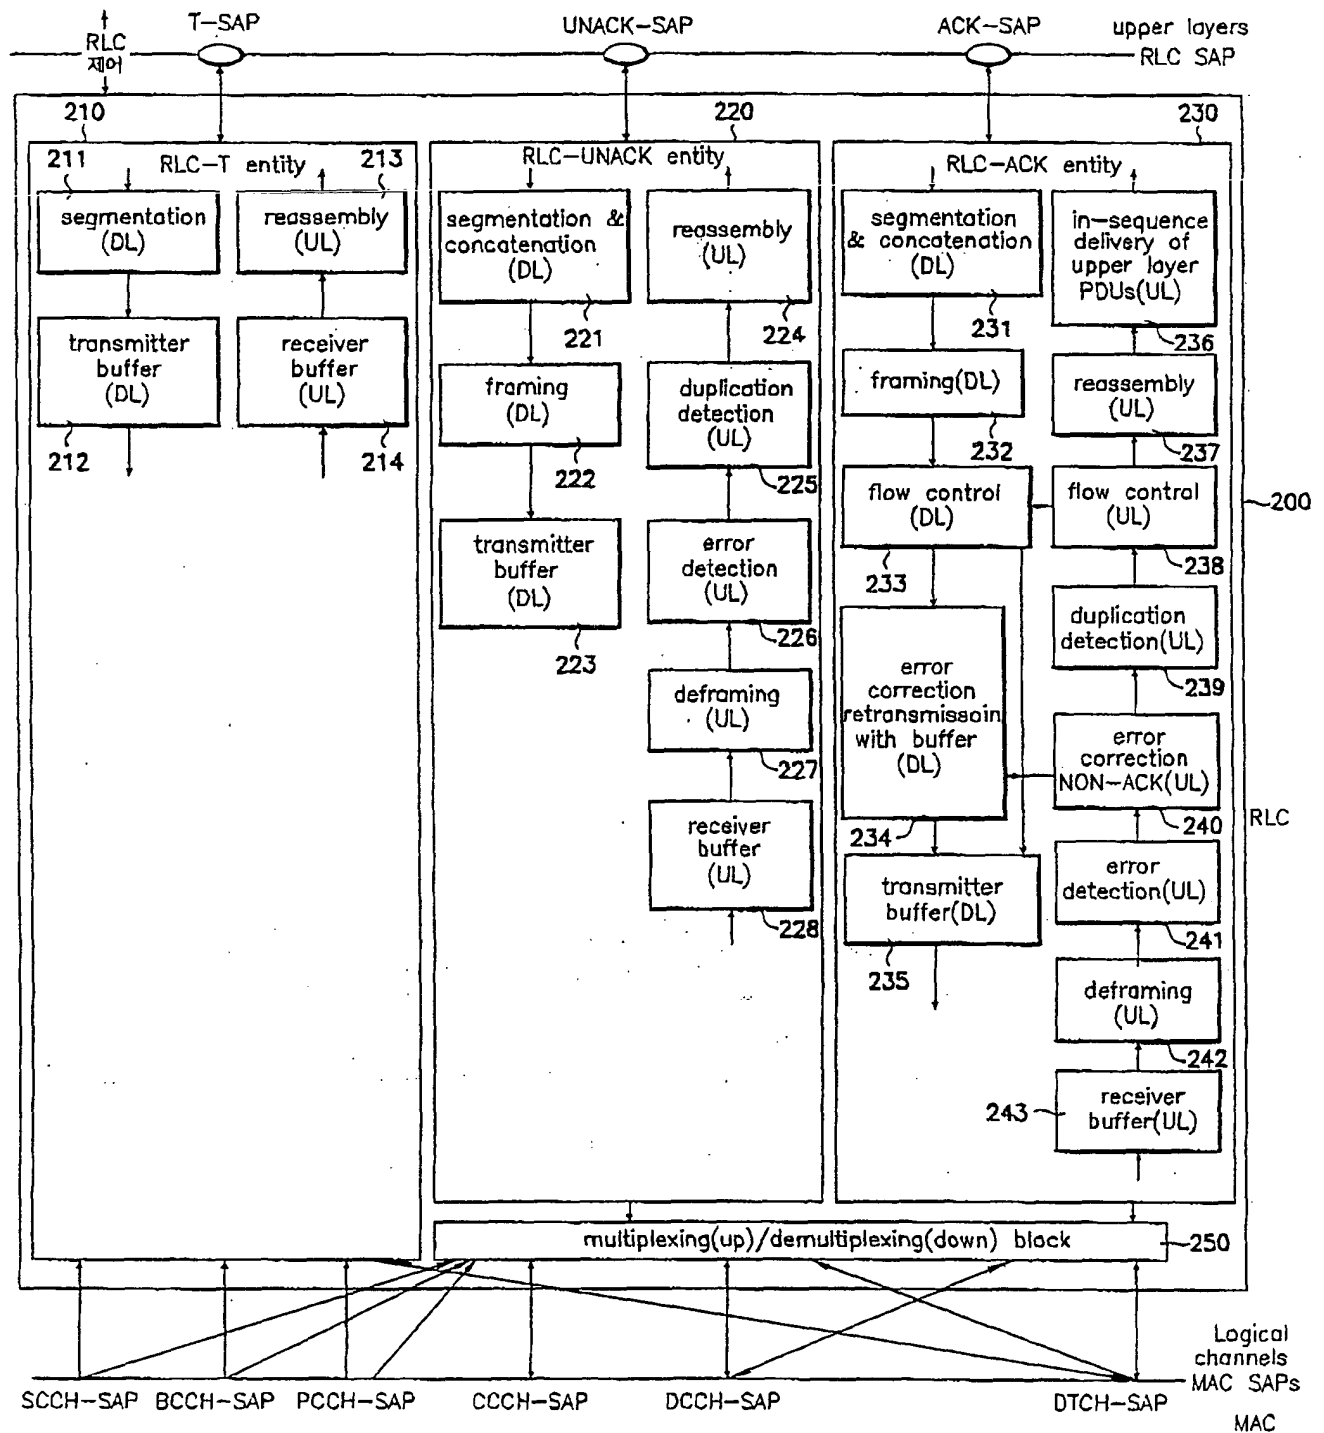 T-SAP
UNACK-SAP
ACK-SAP
upper layers
RLC
제어
RLC SAP
210
220
230
211
RLC-T entity
213
segmentation
(DL)
reassembly
(UL)
transmitter
buffer
(DL)
receiver
buffer
(UL)
212
214
RLC-UNACK entity
segmentation &
concatenation
(DL)
221
framing
(DL)
222
transmitter
buffer
(DL)
223
reassembly
(UL)
224
duplication
detection
(UL)
225
error
detection
(UL)
226
deframing
(UL)
227
receiver
buffer
(UL)
228
RLC-ACK entity
segmentation
& concatenation
(DL)
231
framing(DL)
232
flow control
(DL)
233
error
correction
retransmissoin
with buffer
(DL)
234
transmitter
buffer(DL)
235
in-sequence
delivery of
upper layer
PDUs(UL)
236
reassembly
(UL)
237
flow control
(UL)
238
duplication
detection(UL)
239
error
correction
NON-ACK(UL)
240
error
detection(UL)
241
deframing
(UL)
242
243
receiver
buffer(UL)
200
RLC
multiplexing(up)/demultiplexing(down) block
250
Logical
channels
MAC SAPs
SCCH-SAP
BCCH-SAP
PCCH-SAP
CCCH-SAP
DCCH-SAP
DTCH-SAP
MAC